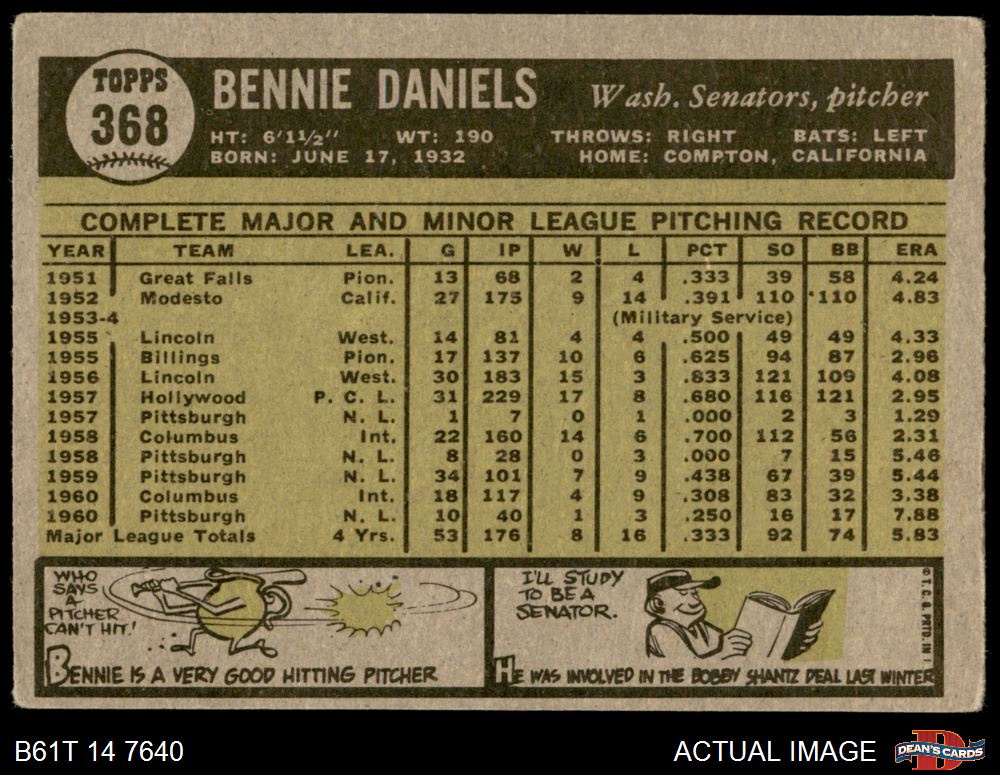 TOPPS
368
BENNIE DANIELS
Wash. Senators, pitcher
HT: 6'11/2" WT: 190 THROWS: RIGHT BATS: LEFT
BORN: JUNE 17, 1932 HOME: COMPTON, CALIFORNIA
COMPLETE MAJOR AND MINOR LEAGUE PITCHING RECORD
YEAR TEAM LEA. G IP W L PCT SO BB ERA
1951 Great Falls Pion. 13 68 2 4 .333 39 58 4.24
1952 Modesto Calif. 27 175 9 14 .391 110 110 4.83
1953-4 (Military Service)
1955 Lincoln West. 14 81 4 4 .500 49 49 4.33
1955 Billings Pion. 17 137 10 6 .625 94 87 2.96
1956 Lincoln West. 30 183 15 3 .833 121 109 4.08
1957 Hollywood P. C. L. 31 229 17 8 .680 116 121 2.95
1957 Pittsburgh N. L. 1 7 0 1 .000 2 3 1.29
1958 Columbus Int. 22 160 14 6 .700 112 56 2.31
1958 Pittsburgh N. L. 8 28 0 3 .000 7 15 5.46
1959 Pittsburgh N. L. 34 101 7 9 .438 67 39 5.44
1960 Columbus Int. 18 117 4 9 .308 83 32 3.38
1960 Pittsburgh N. L. 10 40 1 3 .250 16 17 7.88
Major League Totals 4 Yrs. 53 176 8 16 .333 92 74 5.83
WHO
SAYS
A
PITCHER
CAN'T HIT!
BENNIE IS A VERY GOOD HITTING PITCHER
I'LL STUDY
TO BE A
SENATOR.
HE WAS INVOLVED IN THE BOBBY SHANTZ DEAL LAST WINTER
© T. C. G. PRTD. IN
B61T 14 7640
ACTUAL IMAGE
DEAN'S CARDS